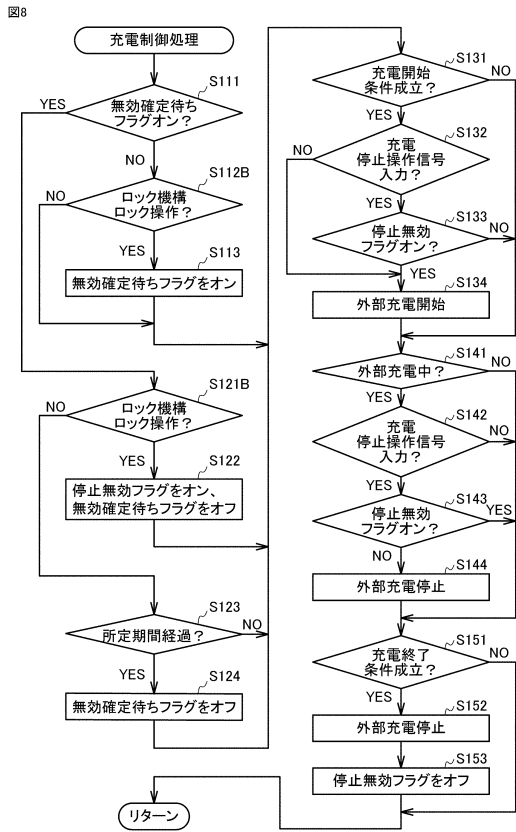 図8
充電制御処理
S111
無効確定待ち
フラグオン？
YES
NO
S112B
ロック機構
ロック操作？
NO
YES
S113
無効確定待ちフラグをオン
S121B
ロック機構
ロック操作？
NO
YES
S122
停止無効フラグをオン、
無効確定待ちフラグをオフ
S123
所定期間経過？
NO
YES
S124
無効確定待ちフラグをオフ
リターン
S131
充電開始
条件成立？
NO
YES
S132
充電
停止操作信号
入力？
NO
YES
S133
停止無効
フラグオン？
NO
YES
S134
外部充電開始
S141
外部充電中？
NO
YES
S142
充電
停止操作信号
入力？
NO
YES
S143
停止無効
フラグオン？
YES
NO
S144
外部充電停止
S151
充電終了
条件成立？
NO
YES
S152
外部充電停止
S153
停止無効フラグをオフ